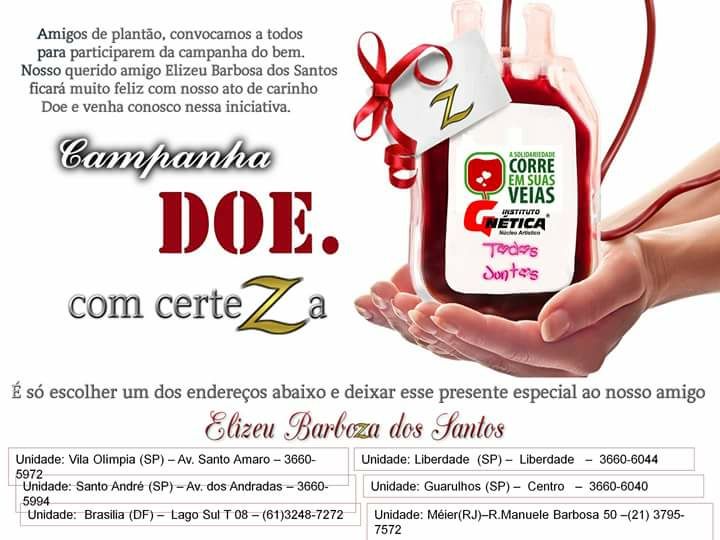 Amigos de plantão, convocamos a todos
para participarem da campanha do bem.
Nosso querido amigo Elizeu Barbosa dos Santos
ficará muito feliz com nosso ato de carinho
Doe e venha conosco nessa iniciativa.
Campanha
DOE.
com certeZa
Z
A SOLIDARIEDADE
CORRE
EM SUAS
VEIAS
INSTITUTO
GNÉTICA®
Núcleo Artístico
Todos
Juntos
É só escolher um dos endereços abaixo e deixar esse presente especial ao nosso amigo
Elizeu Barboza dos Santos
Unidade: Vila Olimpia (SP) – Av. Santo Amaro – 3660-
5972
Unidade: Liberdade (SP) – Liberdade – 3660-6044
Unidade: Santo André (SP) – Av. dos Andradas – 3660-
5994
Unidade: Guarulhos (SP) – Centro – 3660-6040
Unidade: Brasilia (DF) – Lago Sul T 08 – (61)3248-7272
Unidade: Méier(RJ)–R.Manuele Barbosa 50 –(21) 3795-
7572